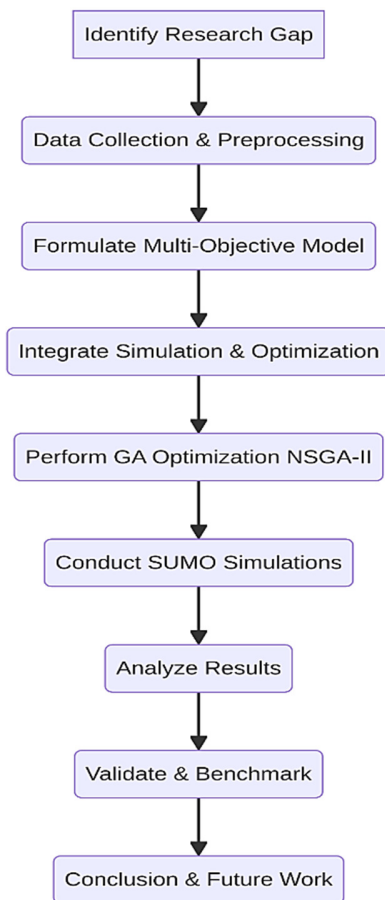 Identify Research Gap
Data Collection & Preprocessing
Formulate Multi-Objective Model
Integrate Simulation & Optimization
Perform GA Optimization NSGA-II
Conduct SUMO Simulations
Analyze Results
Validate & Benchmark
Conclusion & Future Work